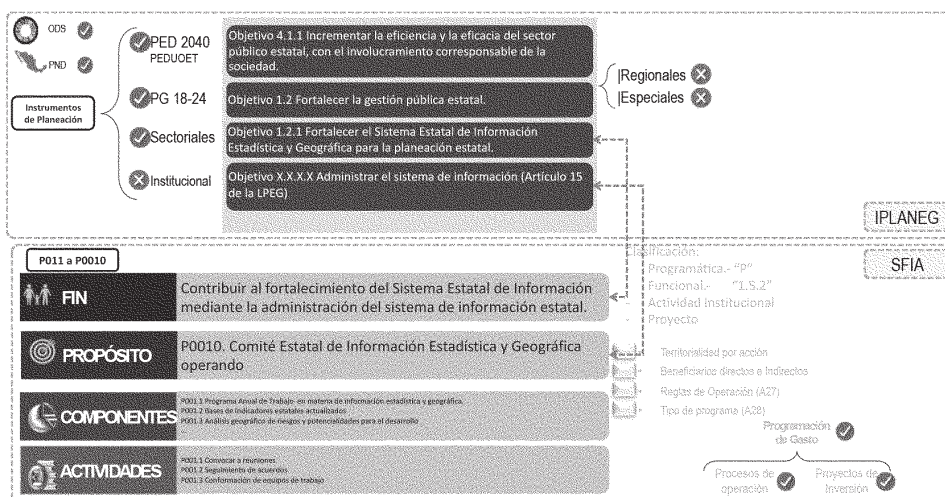 ODS
PND
Instrumentos
de Planeación
PED 2040
PEDUOET
Objetivo 4.1.1 Incrementar la eficiencia y la eficacia del sector
público estatal, con el involucramiento corresponsable de la
sociedad.
PG 18-24
Objetivo 1.2 Fortalecer la gestión pública estatal.
Sectoriales
Objetivo 1.2.1 Fortalecer el Sistema Estatal de Información
Estadística y Geográfica para la planeación estatal.
Institucional
Objetivo X.X.X.X Administrar el sistema de información (Artículo 15
de la LPEG)
|Regionales
|Especiales
IPLANEG
P011 a P0010
SFIA
FIN
Contribuir al fortalecimiento del Sistema Estatal de Información
mediante la administración del sistema de información estatal.
PROPÓSITO
P0010. Comité Estatal de Información Estadística y Geográfica
operando
COMPONENTES
P001.1 Programa Anual de Trabajo en materia de información estadística y geográfica.
P001.2 Bases de indicadores estatales actualizados
P001.3 Análisis geográfico de riesgos y potencialidades para el desarrollo
ACTIVIDADES
P001.1 Convocar a reuniones
P001.2 Seguimiento de acuerdos
P001.3 Conformación de equipos de trabajo
Clasificación:
Programática.- "P"
Funcional.- "1.S.2"
- Actividad Institucional
- Proyecto
Territorialidad por acción
Beneficiarios directos e Indirectos
Reglas de Operación (A27)
Tipo de programa (A28)
Programación
de Gasto
Procesos de
operación
Proyectos de
Inversión